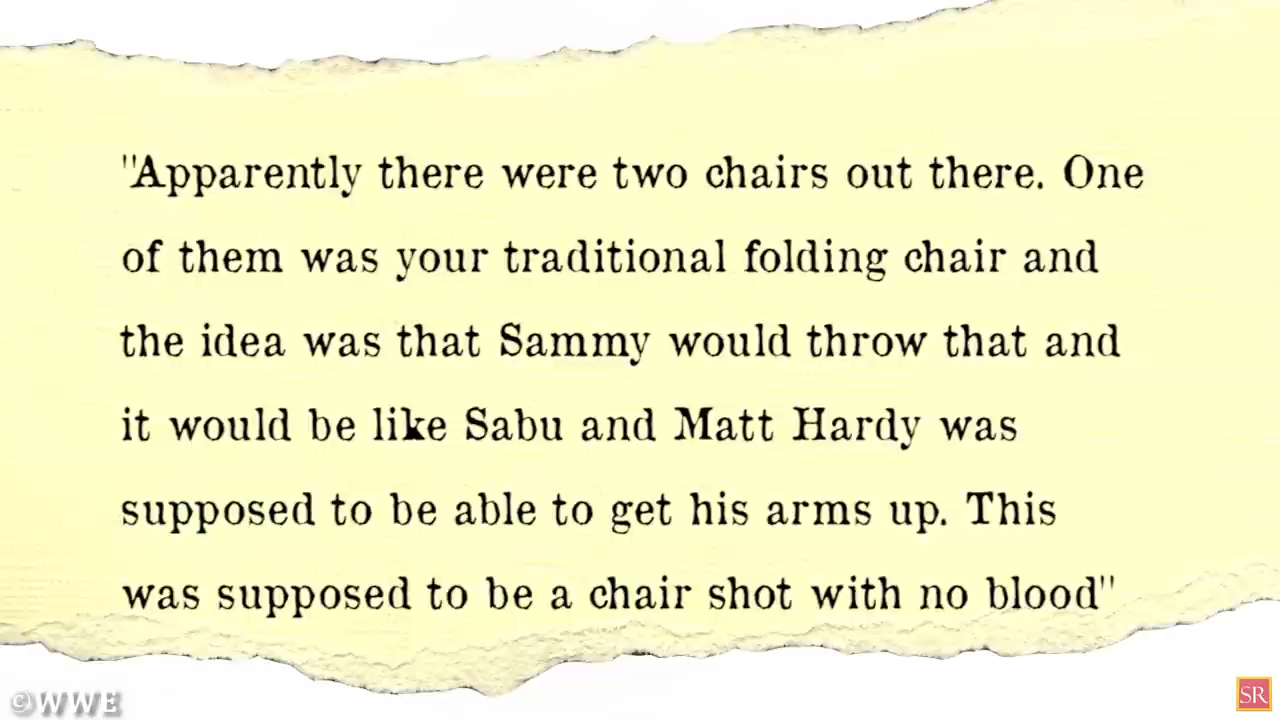 "Apparently there were two chairs out there. One
of them was your traditional folding chair and
the idea was that Sammy would throw that and
it would be like Sabu and Matt Hardy was
supposed to be able to get his arms up. This
was supposed to be a chair shot with no blood"
©WWE
SR